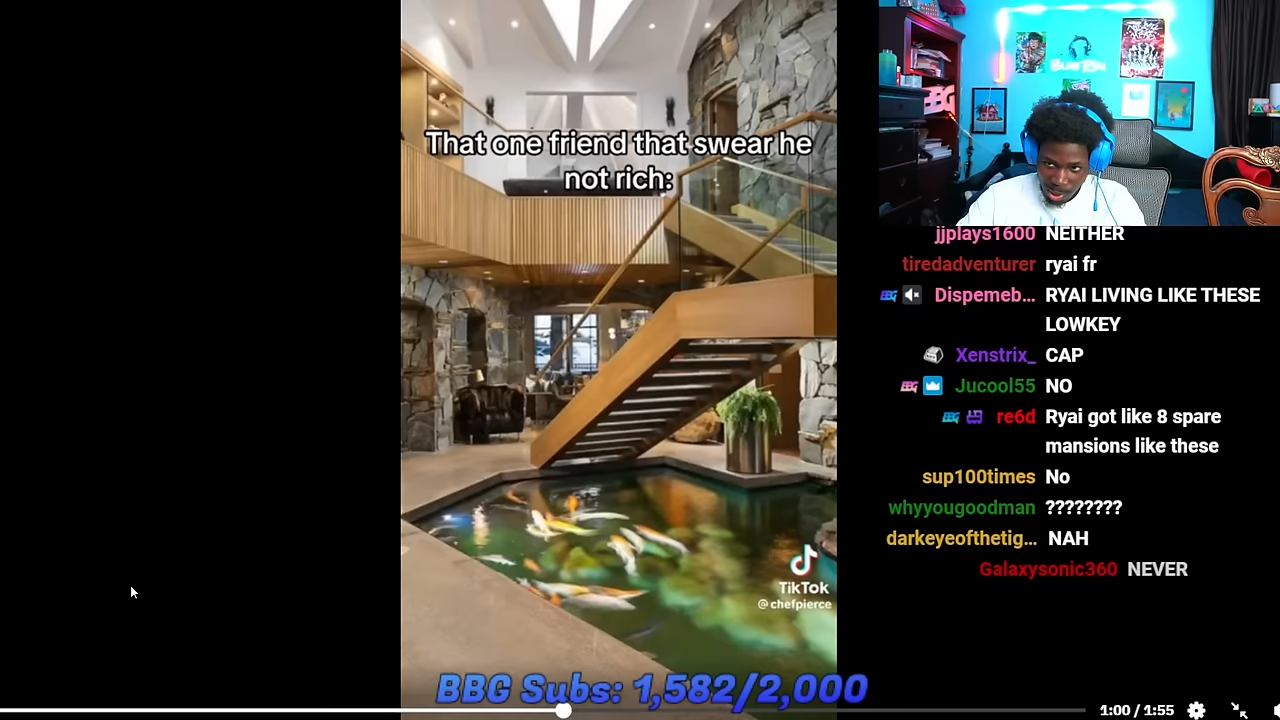 That one friend that swear he
not rich:
TikTok
@chefpierce
BBG Subs: 1,582/2,000
1:00 / 1:55
jjplays1600 NEITHER
tiredadventurer ryai fr
Dispemeb... RYAI LIVING LIKE THESE
LOWKEY
Xenstrix_ CAP
Jucool55 NO
re6d Ryai got like 8 spare
mansions like these
sup100times No
whyyougoodman ????????
darkeyeofthetig... NAH
Galaxysonic360 NEVER